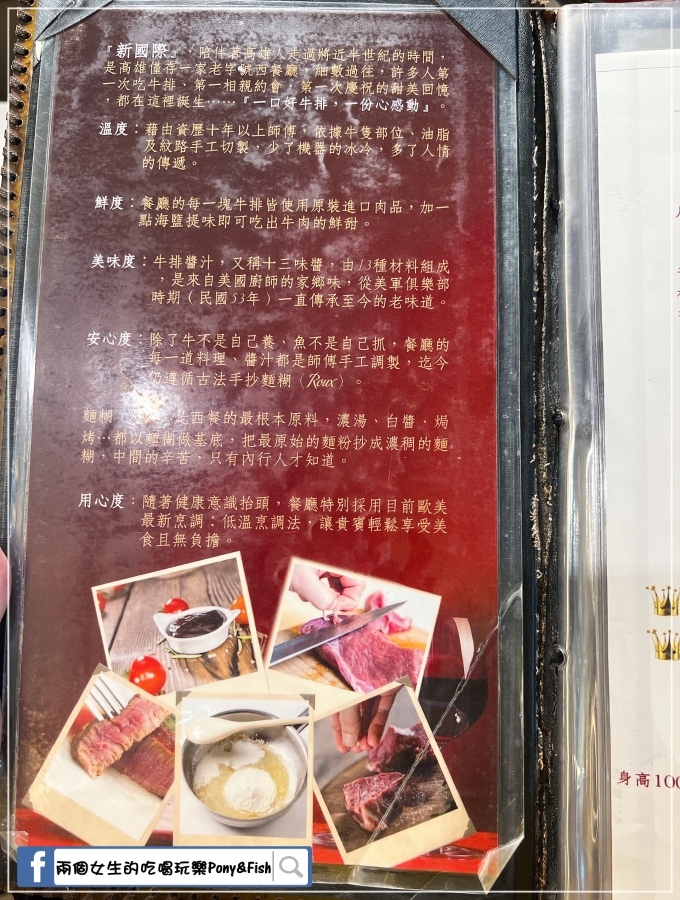 『新國際』，陪伴著高雄人走過將近半世紀的時間，
是高雄僅存一家老字號西餐廳，細數過往，許多人第
一次吃牛排、第一相親約會，第一次慶祝的甜美回憶
，都在這裡誕生……『一口好牛排，一份心感動』。
溫度：藉由資歷十年以上師傅，依據牛隻部位、油脂
及紋路手工切製，少了機器的冰冷，多了人情
的傳遞。
鮮度：餐廳的每一塊牛排皆使用原裝進口肉品，加一
點海鹽提味即可吃出牛肉的鮮甜。
美味度：牛排醬汁，又稱十三味醬，由13種材料組成
，是來自美國廚師的家鄉味，從美軍俱樂部
時期（民國53年）一直傳承至今的老味道。
安心度：除了牛不是自己養、魚不是自己抓，餐廳的
每一道料理、醬汁都是師傅手工調製，迄今
仍遵循古法手抄麵糊（Roux）。
麵糊（Roux）是西餐的最根本原料，濃湯、白醬、焗
烤…都以麵糊做基底，把最原始的麵粉抄成濃稠的麵
糊，中間的辛苦，只有內行人才知道。
用心度：隨著健康意識抬頭，餐廳特別採用目前歐美
最新烹調：低溫烹調法，讓貴賓輕鬆享受美
食且無負擔。
身高100
兩個女生的吃喝玩樂Pony&Fish